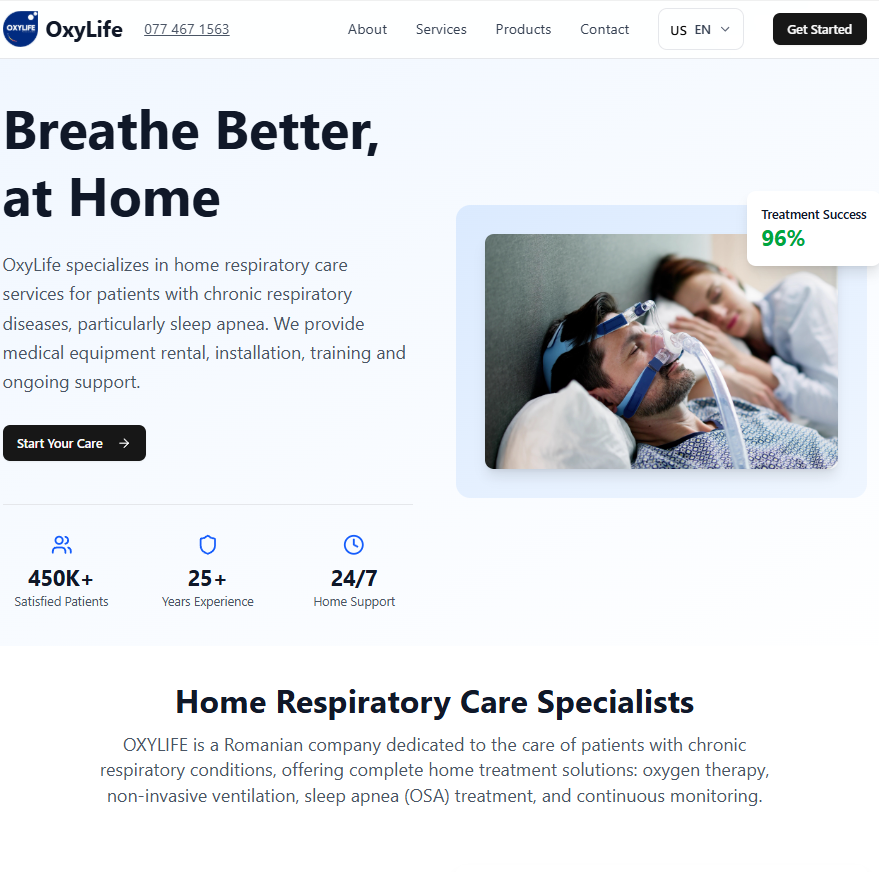 OXYLIFE
OxyLife
077 467 1563
About
Services
Products
Contact
US EN
Get Started
Breathe Better,
at Home
OxyLife specializes in home respiratory care
services for patients with chronic respiratory
diseases, particularly sleep apnea. We provide
medical equipment rental, installation, training and
ongoing support.
Start Your Care
Treatment Success
96%
450K+
Satisfied Patients
25+
Years Experience
24/7
Home Support
Home Respiratory Care Specialists
OXYLIFE is a Romanian company dedicated to the care of patients with chronic
respiratory conditions, offering complete home treatment solutions: oxygen therapy,
non-invasive ventilation, sleep apnea (OSA) treatment, and continuous monitoring.